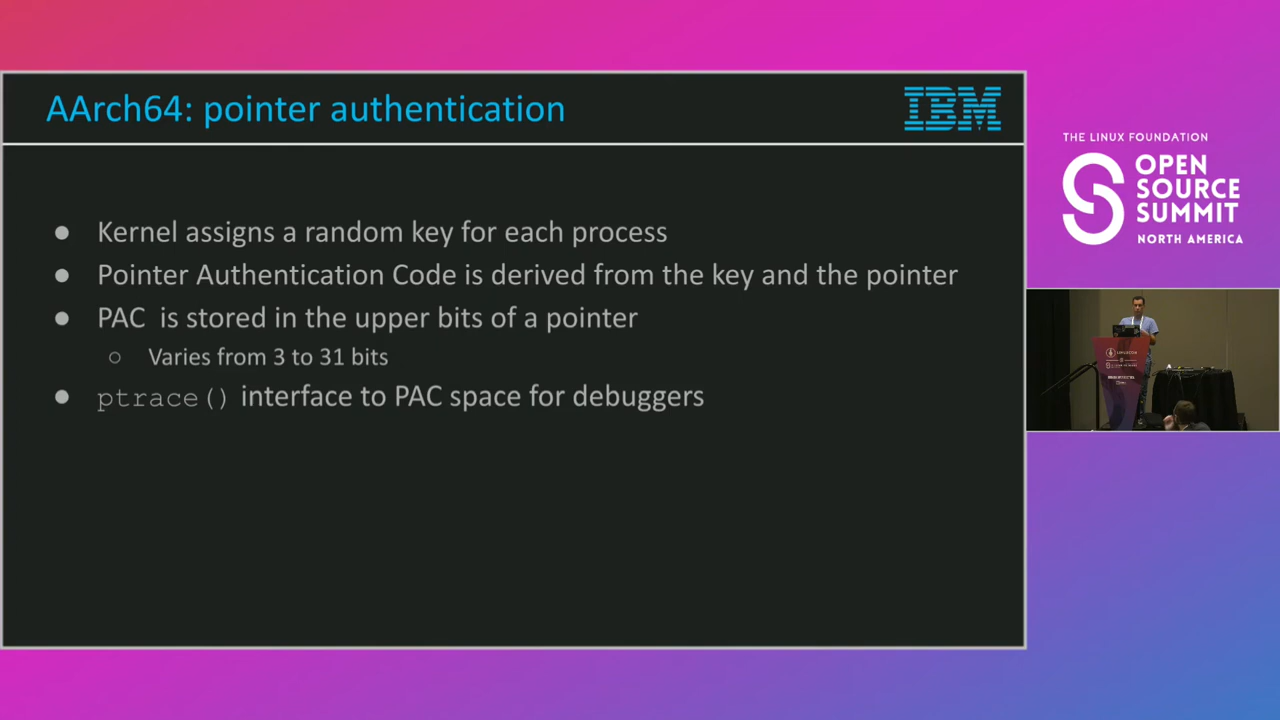 AArch64: pointer authentication
IBM
● Kernel assigns a random key for each process
● Pointer Authentication Code is derived from the key and the pointer
● PAC is stored in the upper bits of a pointer
○ Varies from 3 to 31 bits
● ptrace() interface to PAC space for debuggers
THE LINUX FOUNDATION
OPEN
SOURCE
SUMMIT
NORTH AMERICA